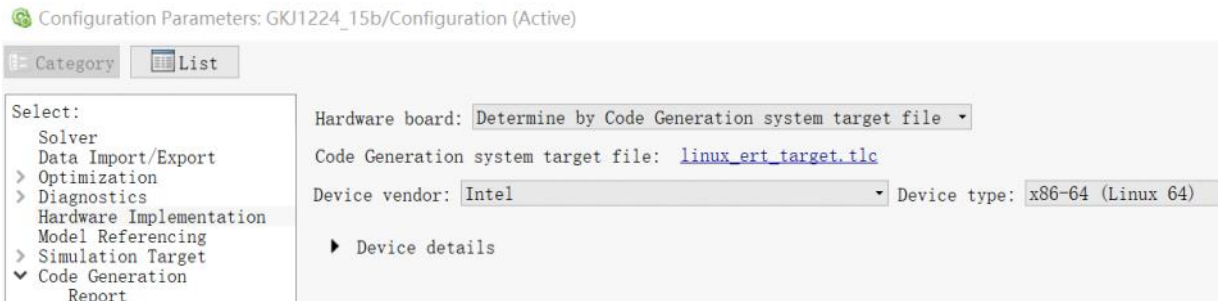 Configuration Parameters: GKJ1224_15b/Configuration (Active)
Category List
Select:
Solver
Data Import/Export
Optimization
Diagnostics
Hardware Implementation
Model Referencing
Simulation Target
Code Generation
Report
Hardware board: Determine by Code Generation system target file
Code Generation system target file: linux_ert_target.tlc
Device vendor: Intel Device type: x86-64 (Linux 64)
Device details